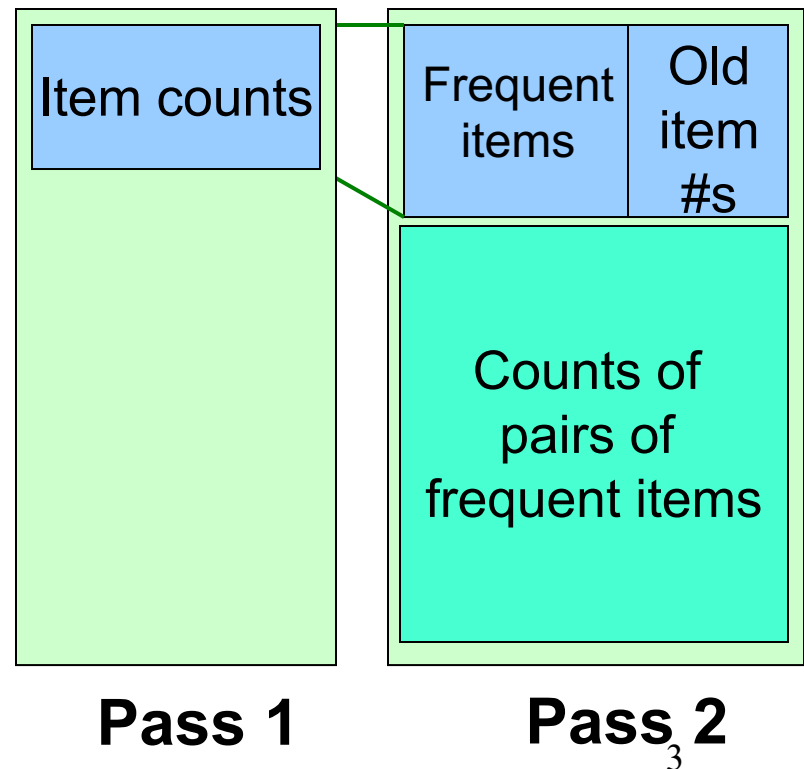 Item counts
Frequent
items
Old
item
#s
Counts of
pairs of
frequent items
Pass 1
Pass 2
3